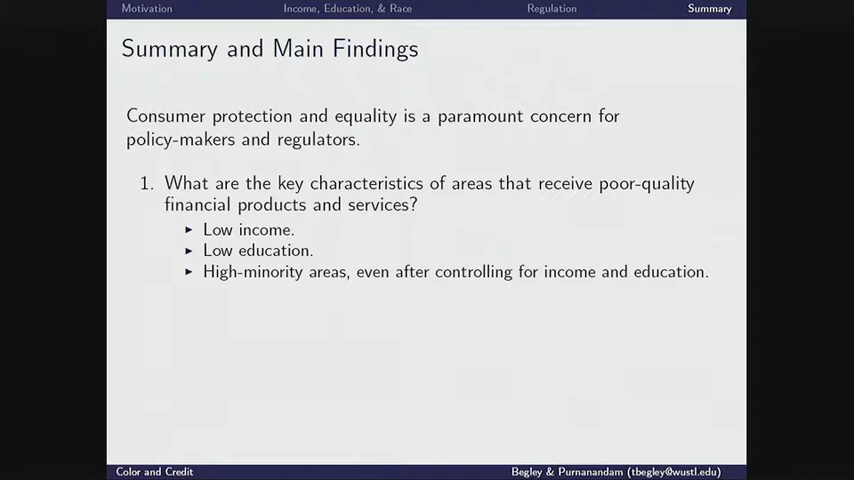 Motivation Income, Education, & Race Regulation Summary
Summary and Main Findings
Consumer protection and equality is a paramount concern for
policy-makers and regulators.
1. What are the key characteristics of areas that receive poor-quality
financial products and services?
▶ Low income.
▶ Low education.
▶ High-minority areas, even after controlling for income and education.
Color and Credit Begley & Purnanandam (tbegley@wustl.edu)